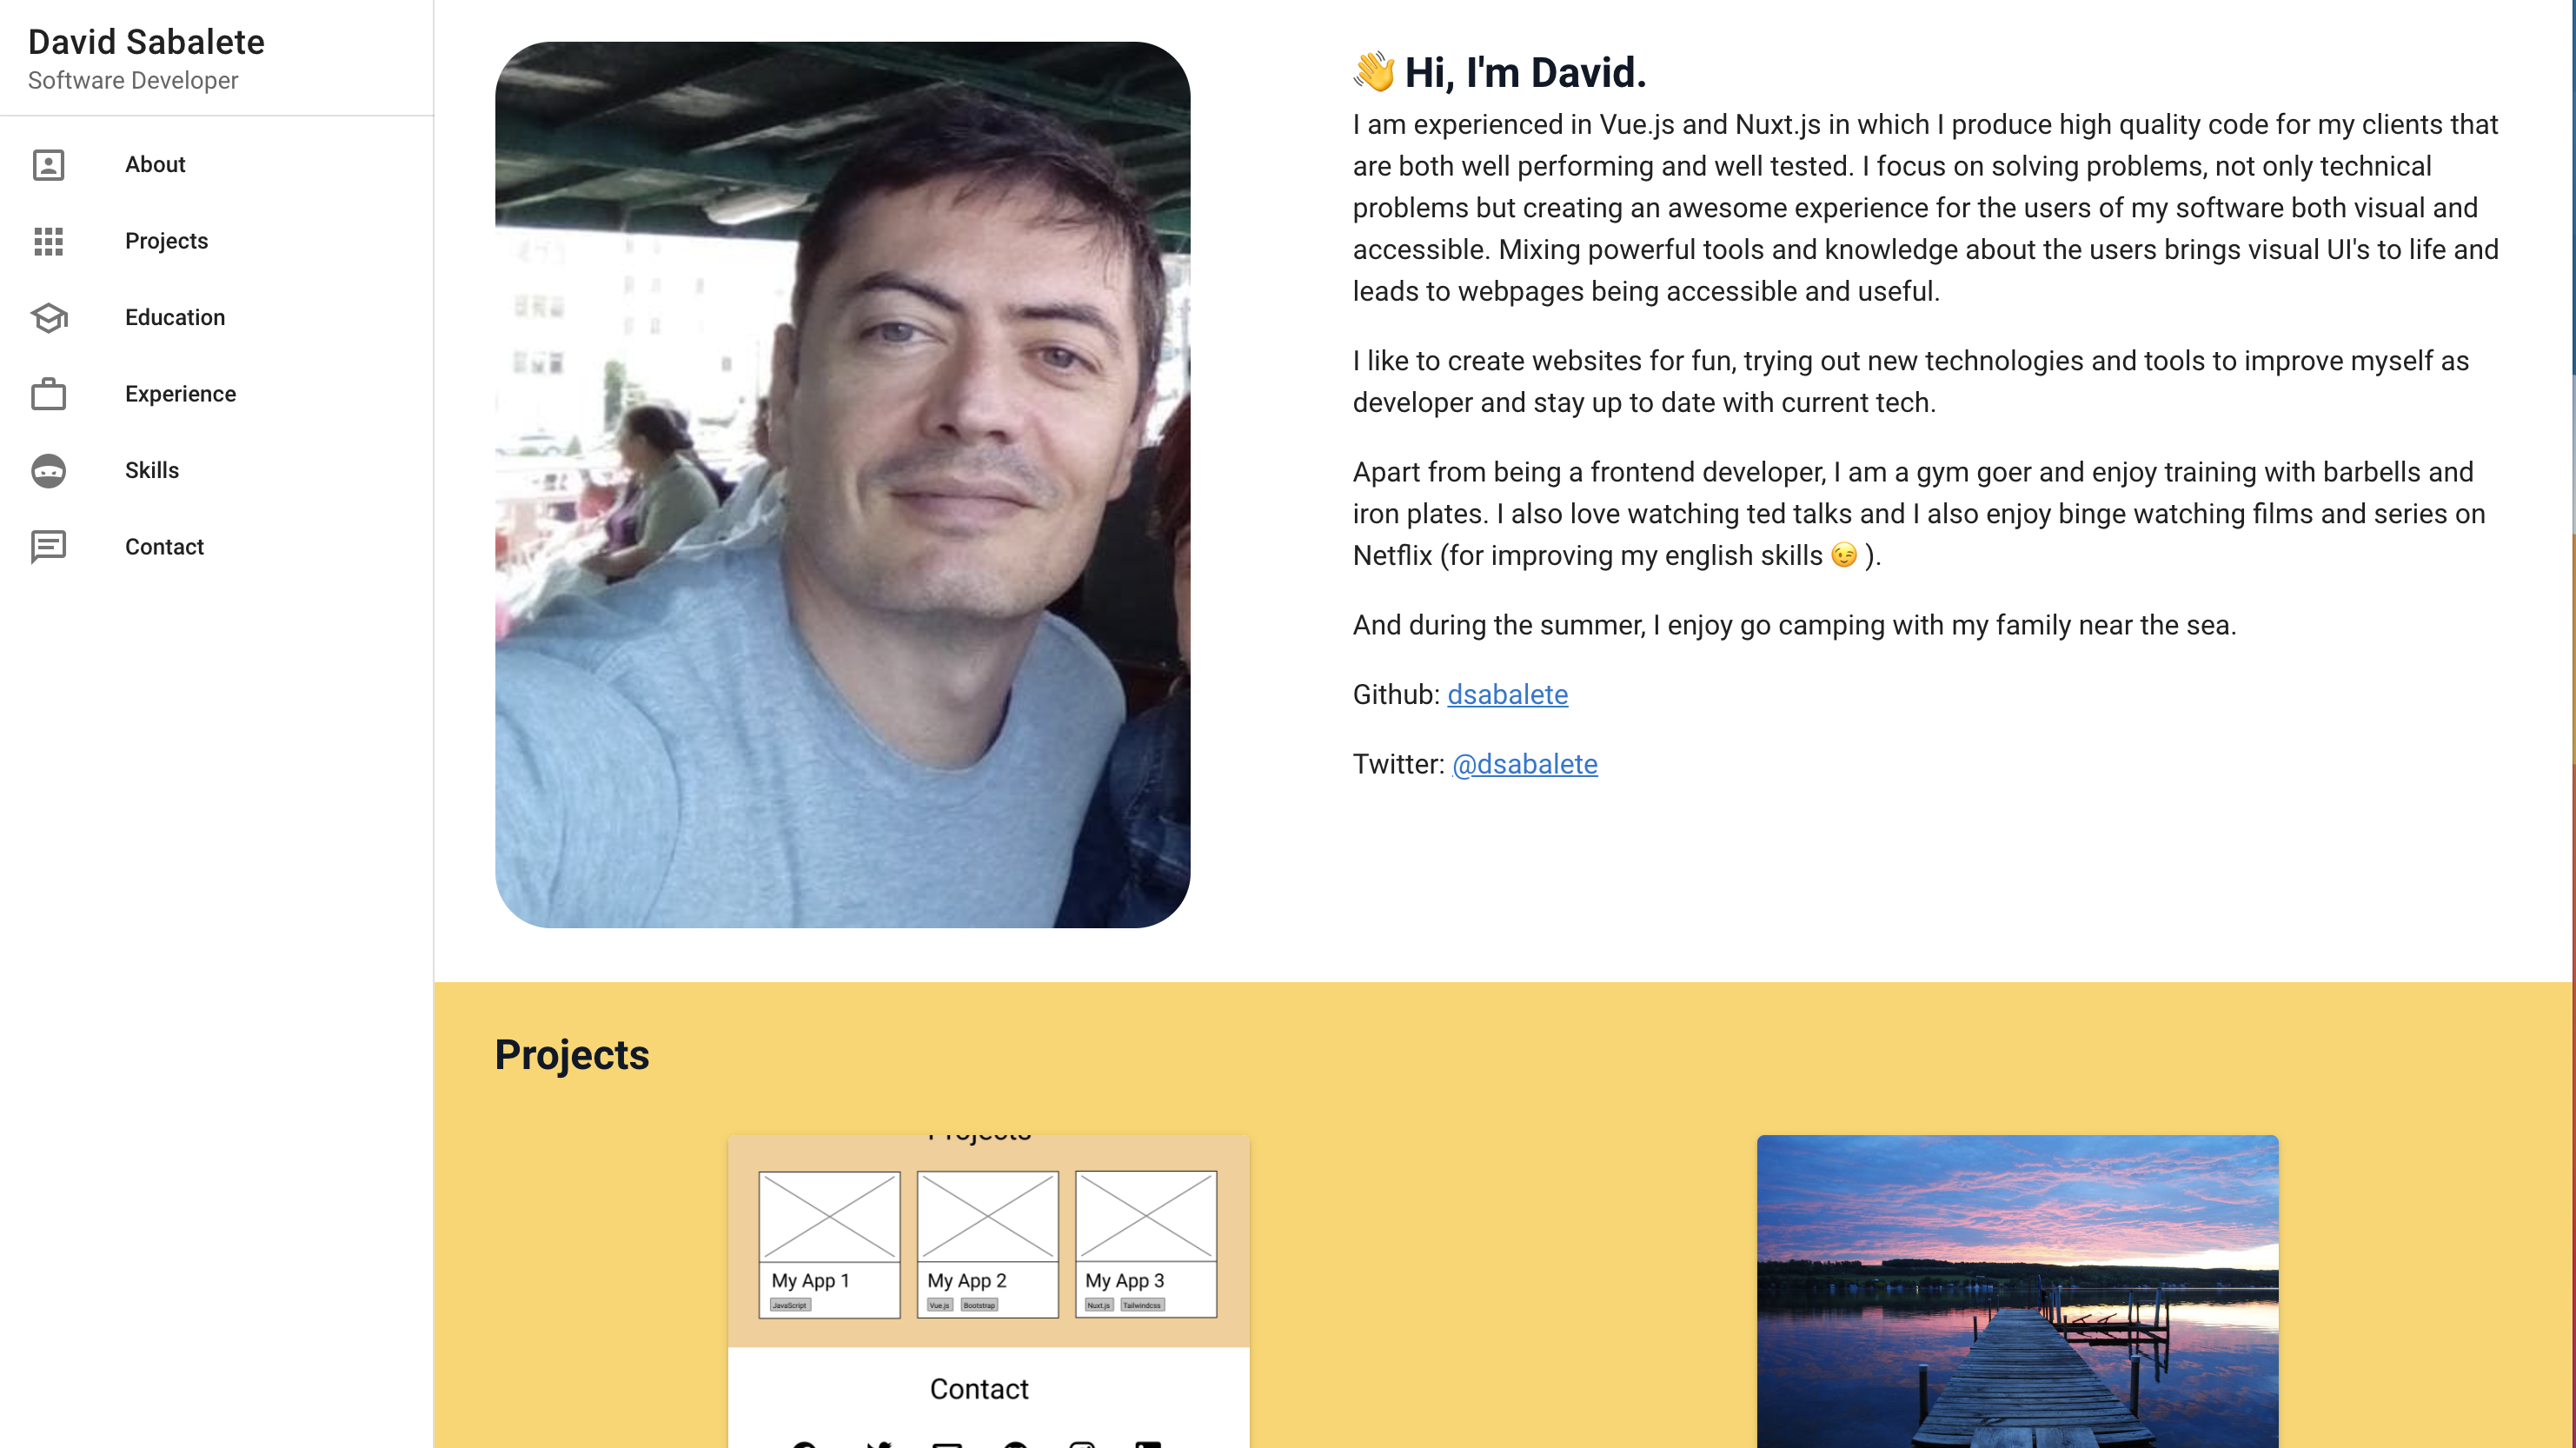 David Sabalete
Software Developer
About
Projects
Education
Experience
Skills
Contact
👋 Hi, I'm David.
I am experienced in Vue.js and Nuxt.js in which I produce high quality code for my clients that
are both well performing and well tested. I focus on solving problems, not only technical
problems but creating an awesome experience for the users of my software both visual and
accessible. Mixing powerful tools and knowledge about the users brings visual UI's to life and
leads to webpages being accessible and useful.
I like to create websites for fun, trying out new technologies and tools to improve myself as
developer and stay up to date with current tech.
Apart from being a frontend developer, I am a gym goer and enjoy training with barbells and
iron plates. I also love watching ted talks and I also enjoy binge watching films and series on
Netflix (for improving my english skills 😉 ).
And during the summer, I enjoy go camping with my family near the sea.
Github: dsabalete
Twitter: @dsabalete
Projects
Projects
My App 1
JavaScript
My App 2
Vue.js Bootstrap
My App 3
Nuxt.js Tailwindcss
Contact